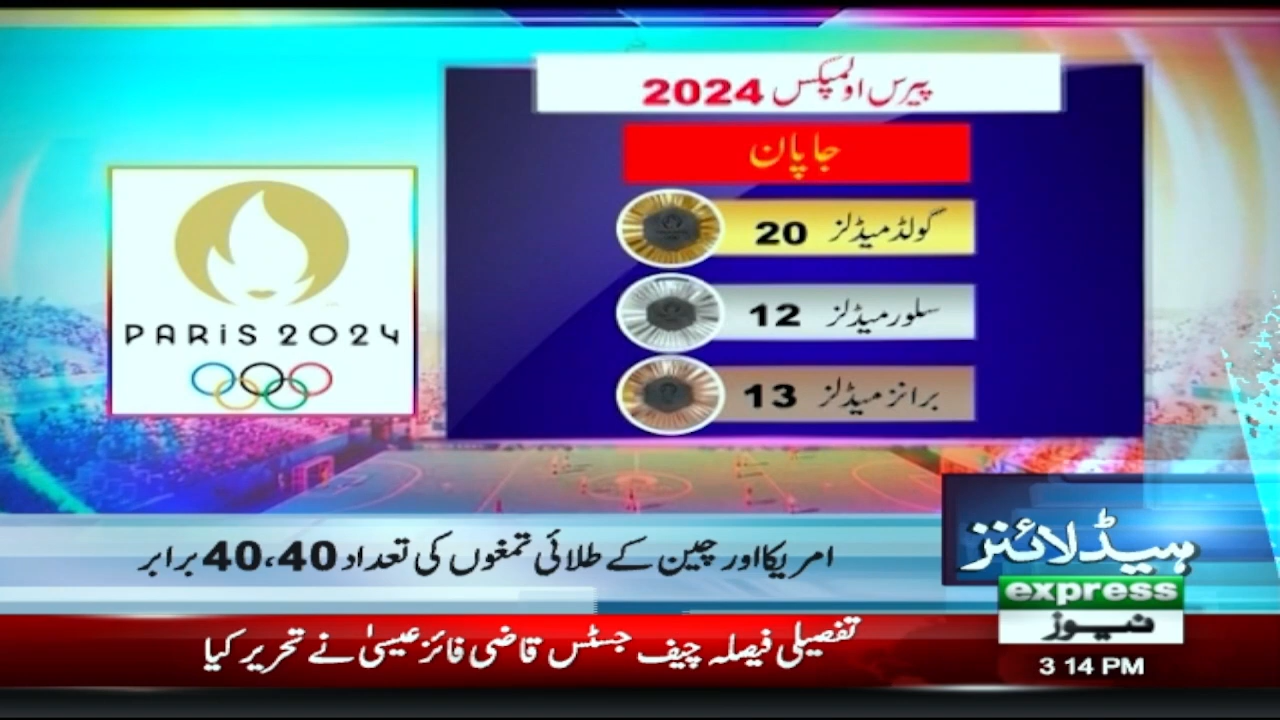 پیرس اولمپکس 2024
جاپان
گولڈ میڈلز 20
سلور میڈلز 12
برانز میڈلز 13
PARIS 2024
ہیڈلائنز
امریکا اور چین کے طلائی تمغوں کی تعداد 40،40 برابر
express
نیوز
تفصیلی فیصلہ چیف جسٹس قاضی فائز عیسیٰ نے تحریر کیا
3 14 PM